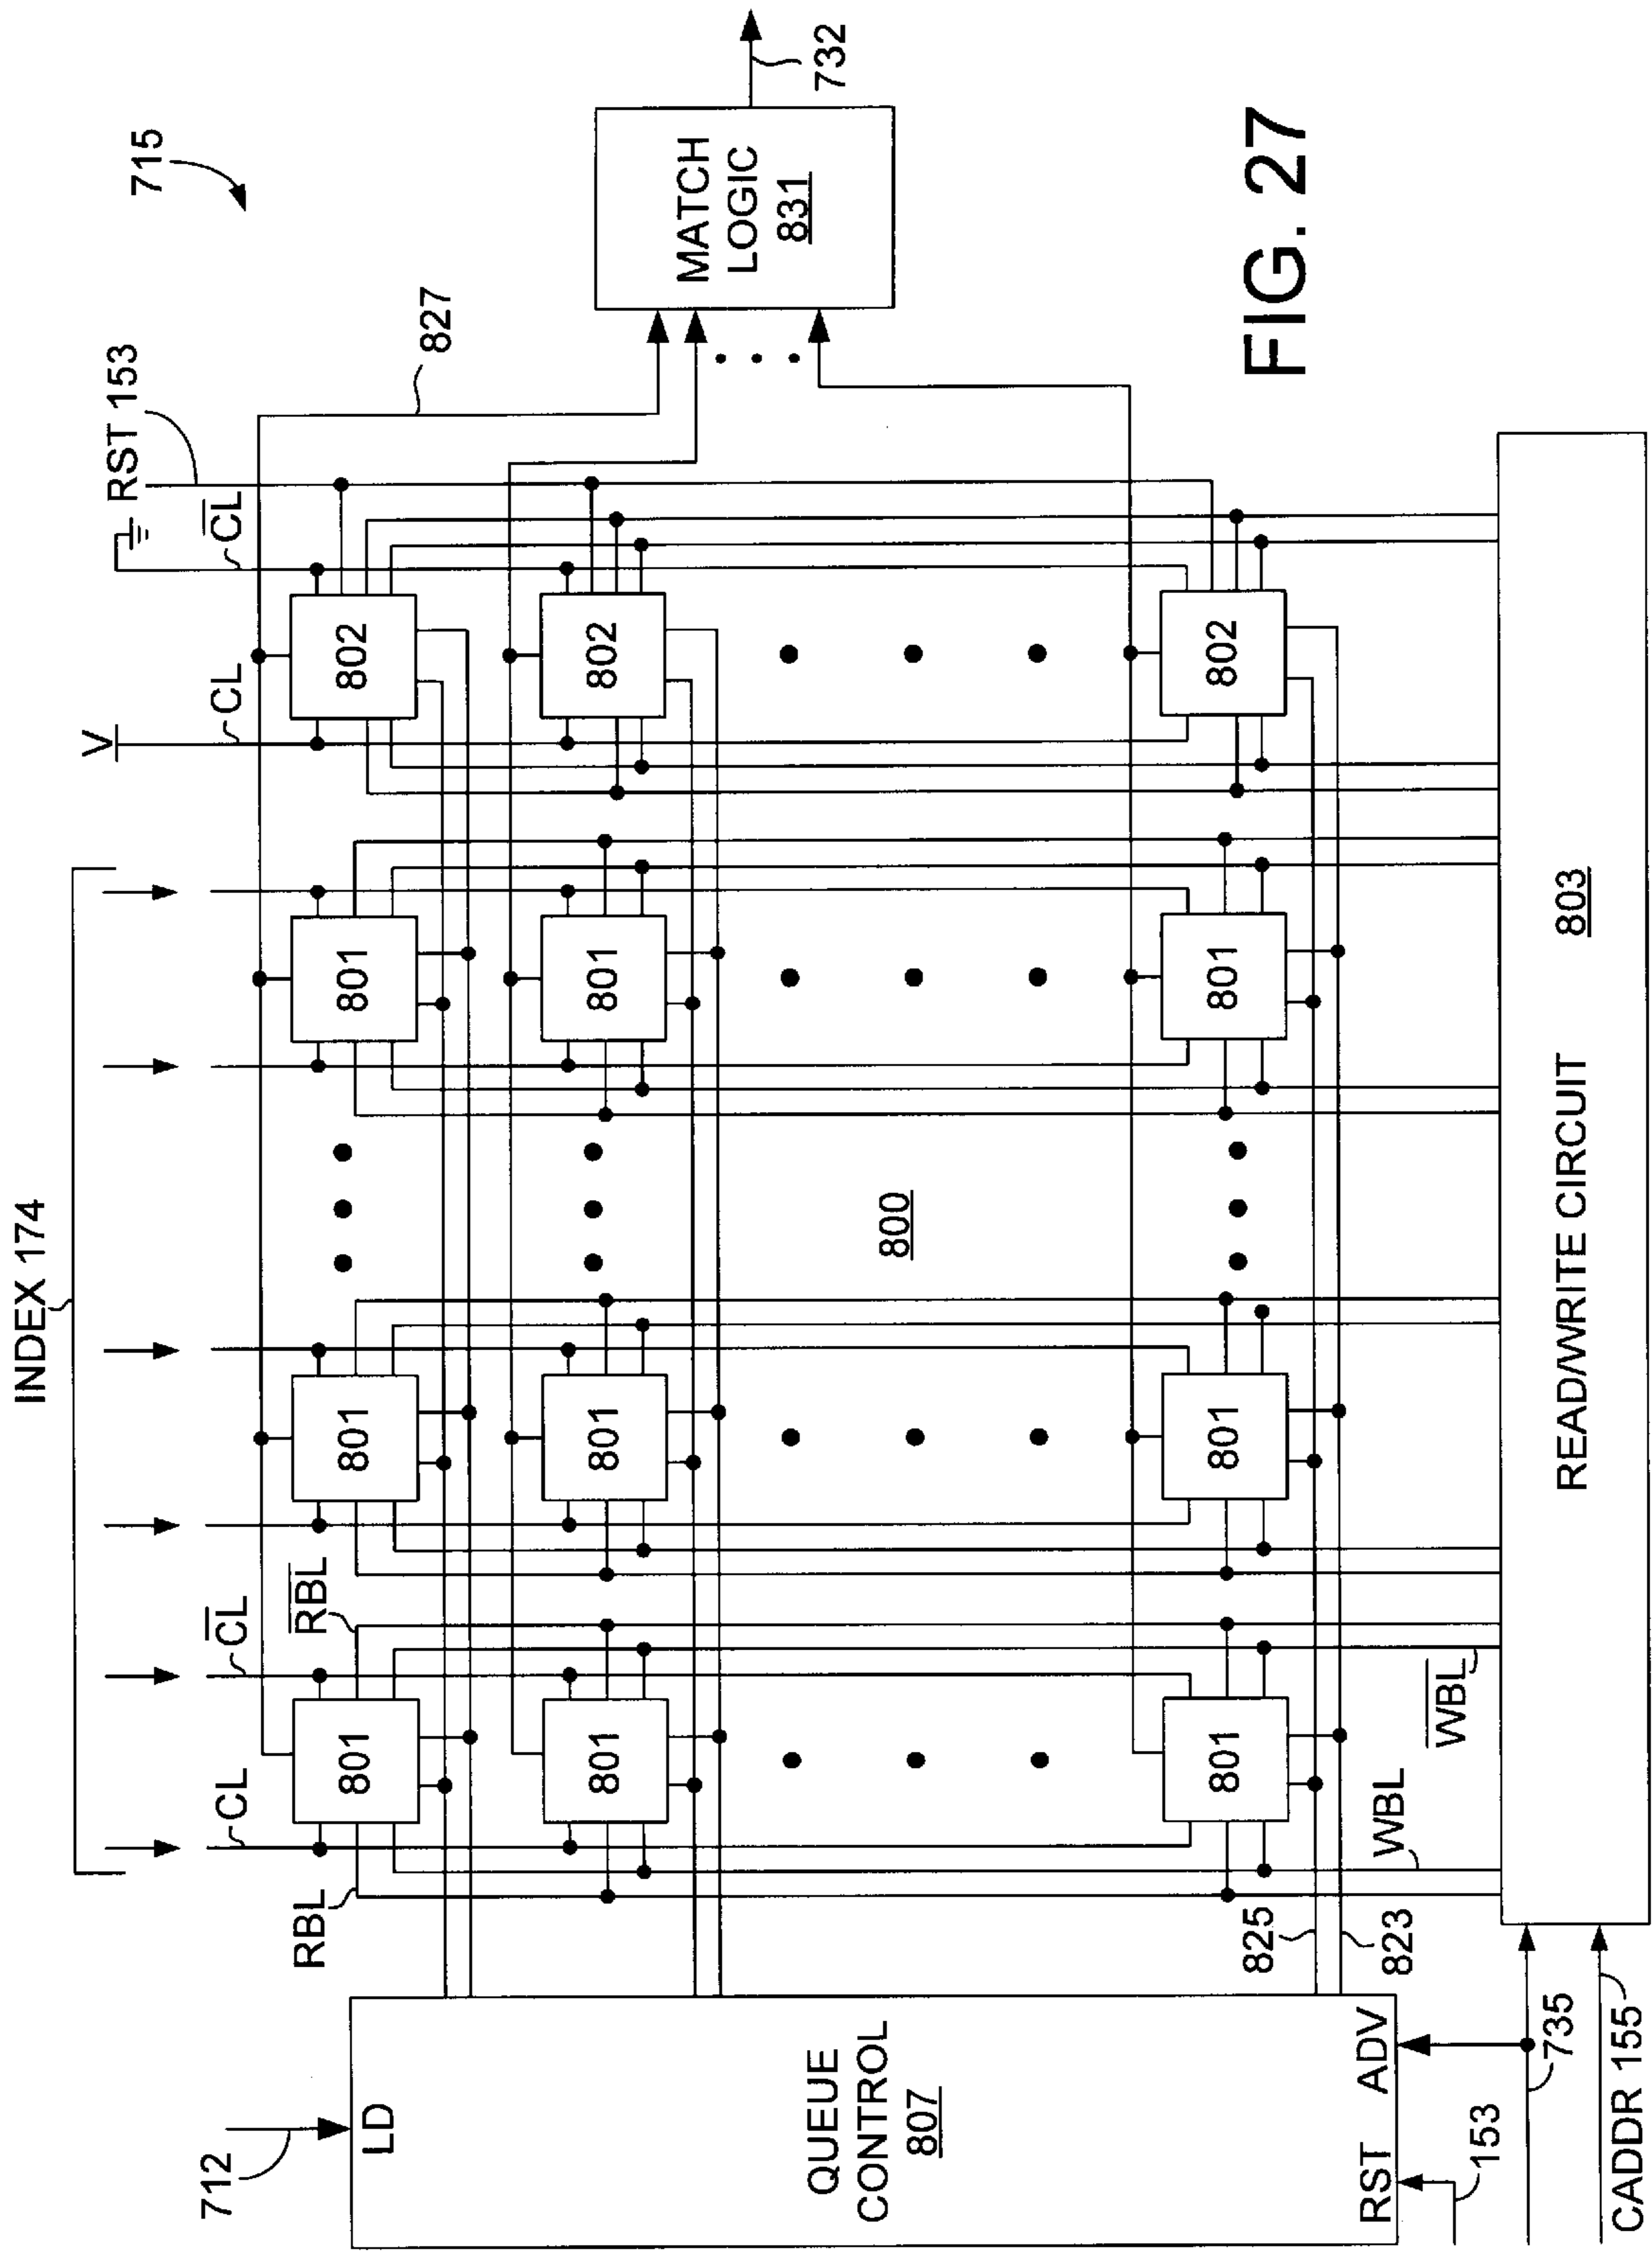 715
INDEX 174
V
CL
CL
RST 153
827
MATCH
LOGIC
831
732
CL
CL
RBL
RBL
801
801
801
802
801
801
801
802
800
801
801
801
802
712
LD
QUEUE
CONTROL
807
RST
ADV
825
823
WBL
WBL
153
735
CADDR 155
READ/WRITE CIRCUIT
803
FIG. 27